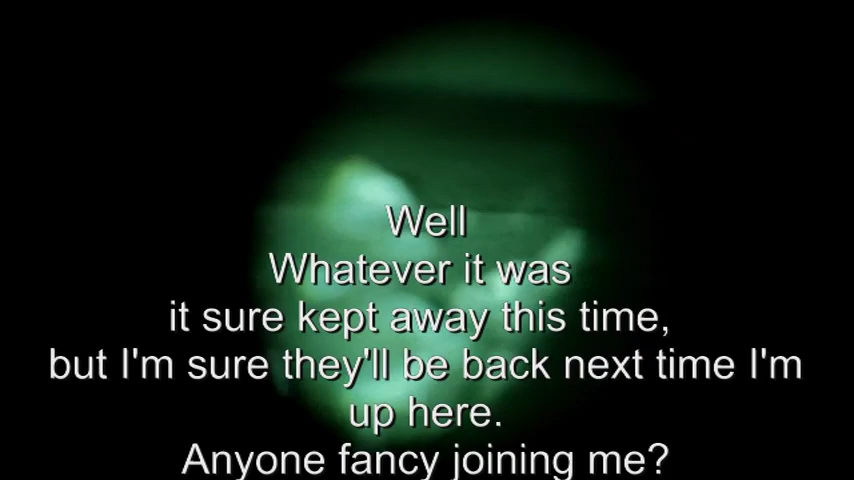 Well
Whatever it was
it sure kept away this time,
but I'm sure they'll be back next time I'm
up here.
Anyone fancy joining me?